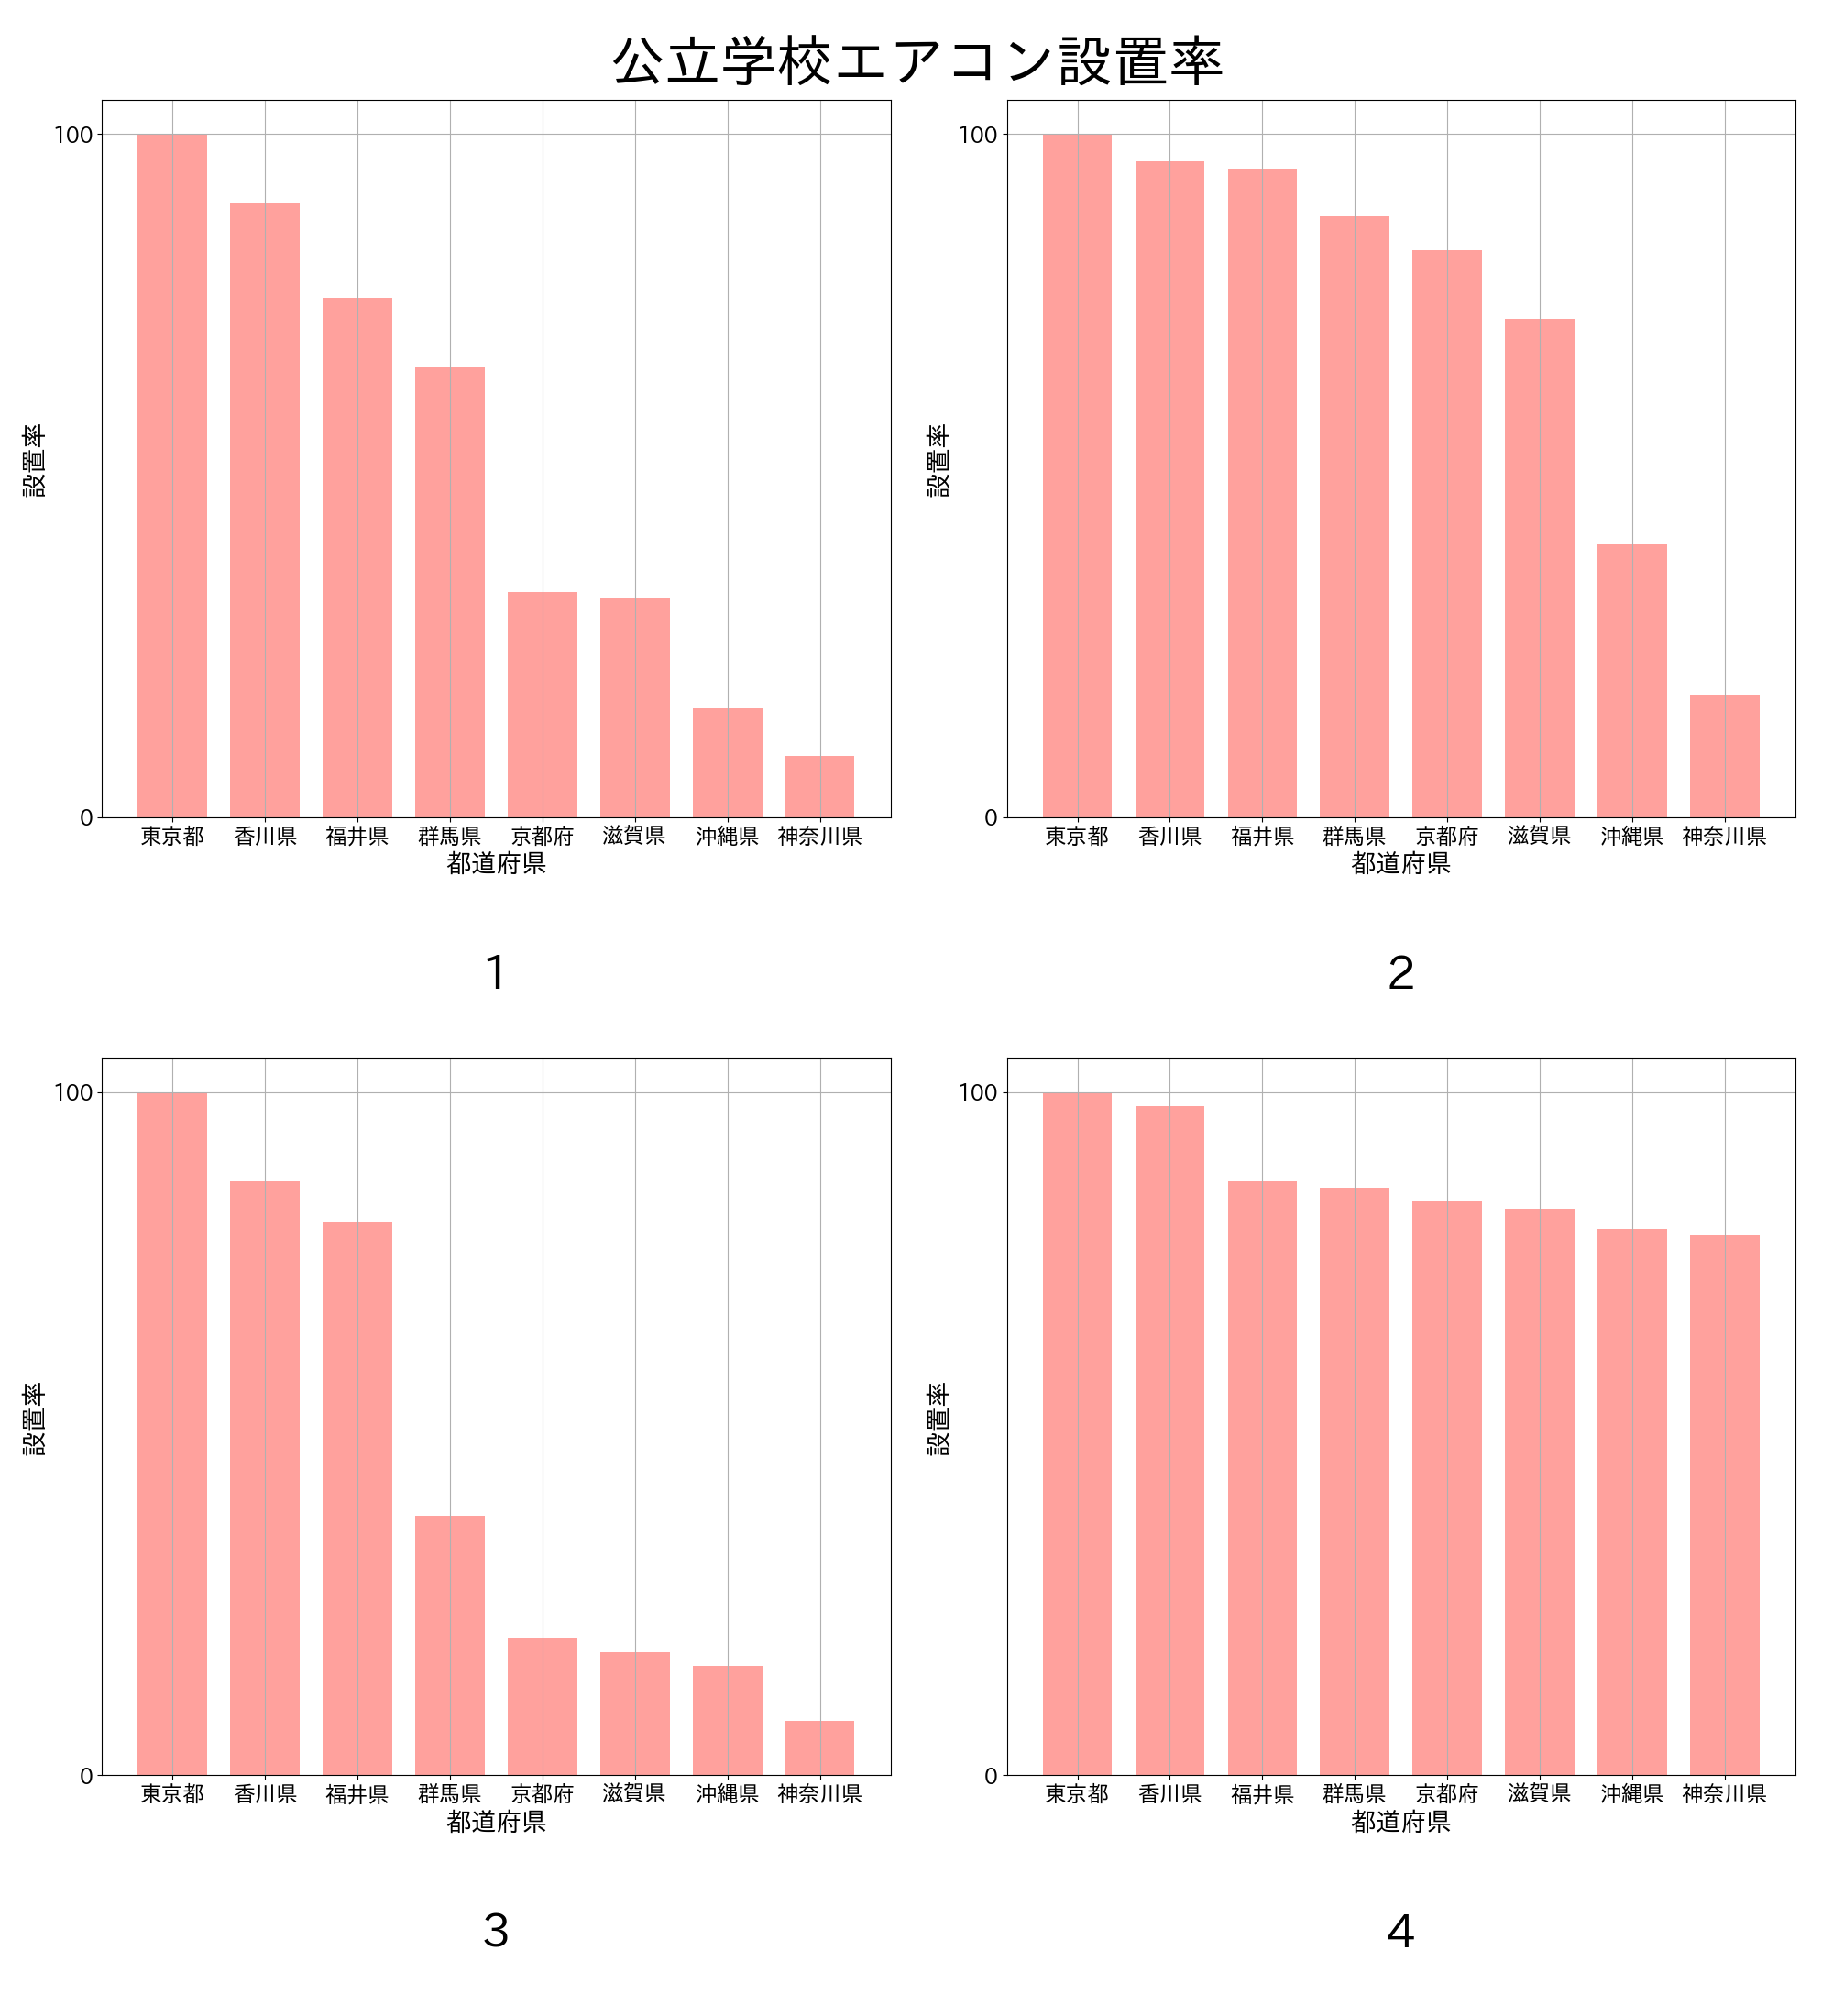 公立学校エアコン設置率
100
設置率
0
東京都 香川県 福井県 群馬県 京都府 滋賀県 沖縄県 神奈川県
都道府県
1
100
設置率
0
東京都 香川県 福井県 群馬県 京都府 滋賀県 沖縄県 神奈川県
都道府県
2
100
設置率
0
東京都 香川県 福井県 群馬県 京都府 滋賀県 沖縄県 神奈川県
都道府県
3
100
設置率
0
東京都 香川県 福井県 群馬県 京都府 滋賀県 沖縄県 神奈川県
都道府県
4